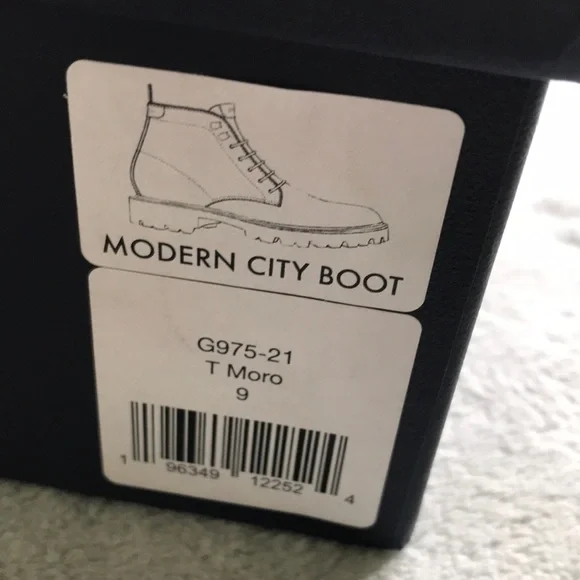 MODERN CITY BOOT
G975-21
T Moro
9
1 96349 12252 4